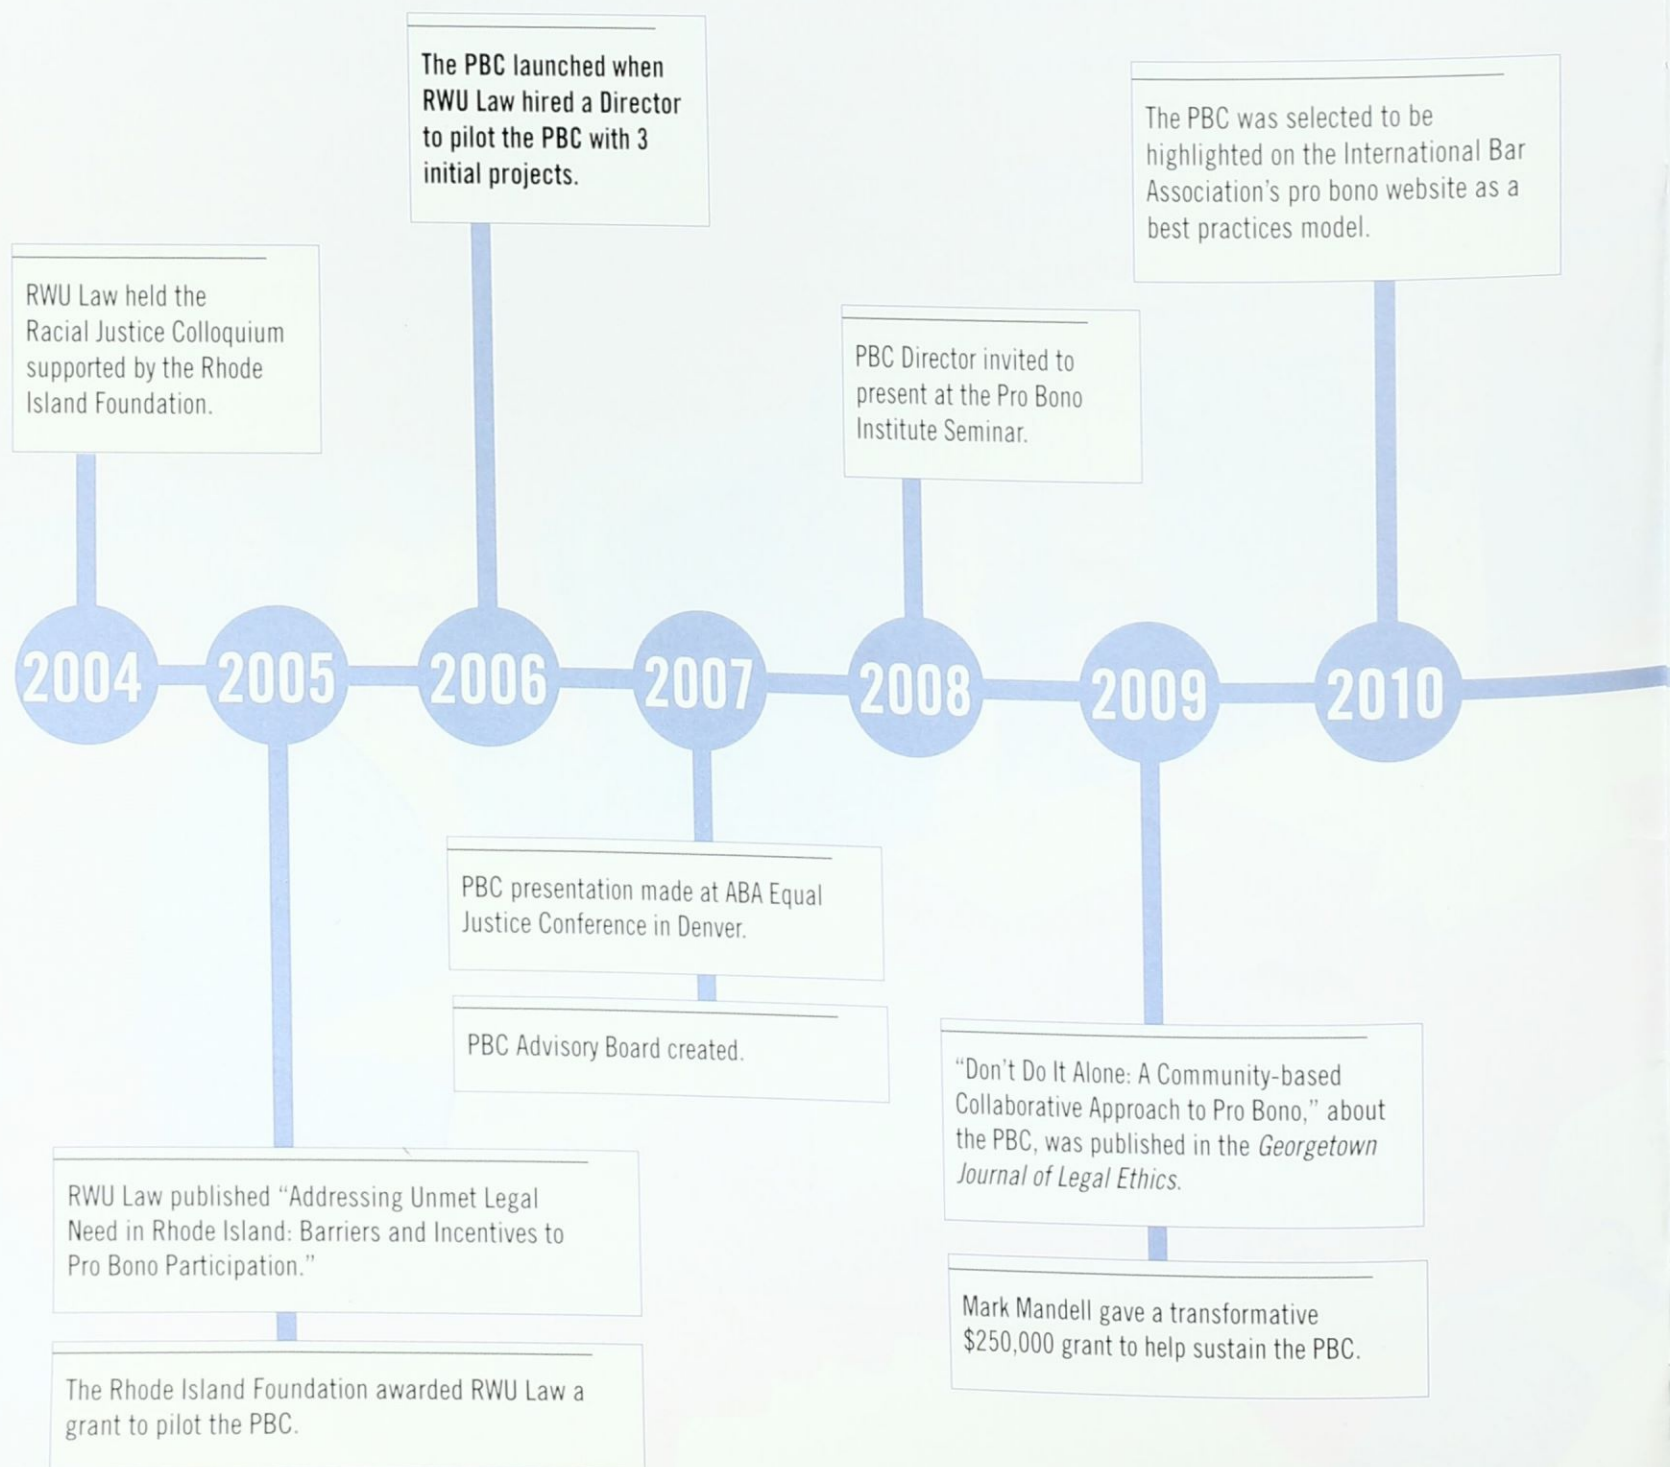 The PBC launched when
RWU Law hired a Director
to pilot the PBC with 3
initial projects.
The PBC was selected to be
highlighted on the International Bar
Association's pro bono website as a
best practices model.
RWU Law held the
Racial Justice Colloquium
supported by the Rhode
Island Foundation.
PBC Director invited to
present at the Pro Bono
Institute Seminar.
2004 2005 2006 2007 2008 2009 2010
PBC presentation made at ABA Equal
Justice Conference in Denver.
PBC Advisory Board created.
“Don't Do It Alone: A Community-based
Collaborative Approach to Pro Bono,” about
the PBC, was published in the Georgetown
Journal of Legal Ethics.
RWU Law published “Addressing Unmet Legal
Need in Rhode Island: Barriers and Incentives to
Pro Bono Participation.”
Mark Mandell gave a transformative
$250,000 grant to help sustain the PBC.
The Rhode Island Foundation awarded RWU Law a
grant to pilot the PBC.